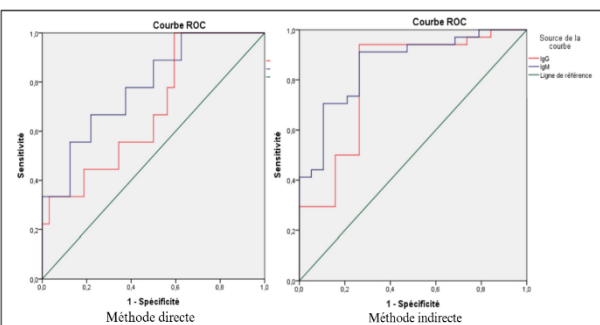 Courbe ROC
Sensitivité
1,0
0,8
0,6
0,4
0,2
0,0
0,0 0,2 0,4 0,6 0,8 1,0
1 - Spécificité
Méthode directe
Courbe ROC
Sensitivité
1,0
0,8
0,6
0,4
0,2
0,0
0,0 0,2 0,4 0,6 0,8 1,0
1 - Spécificité
Méthode indirecte
Source de la
courbe
IgG
IgM
Ligne de référence